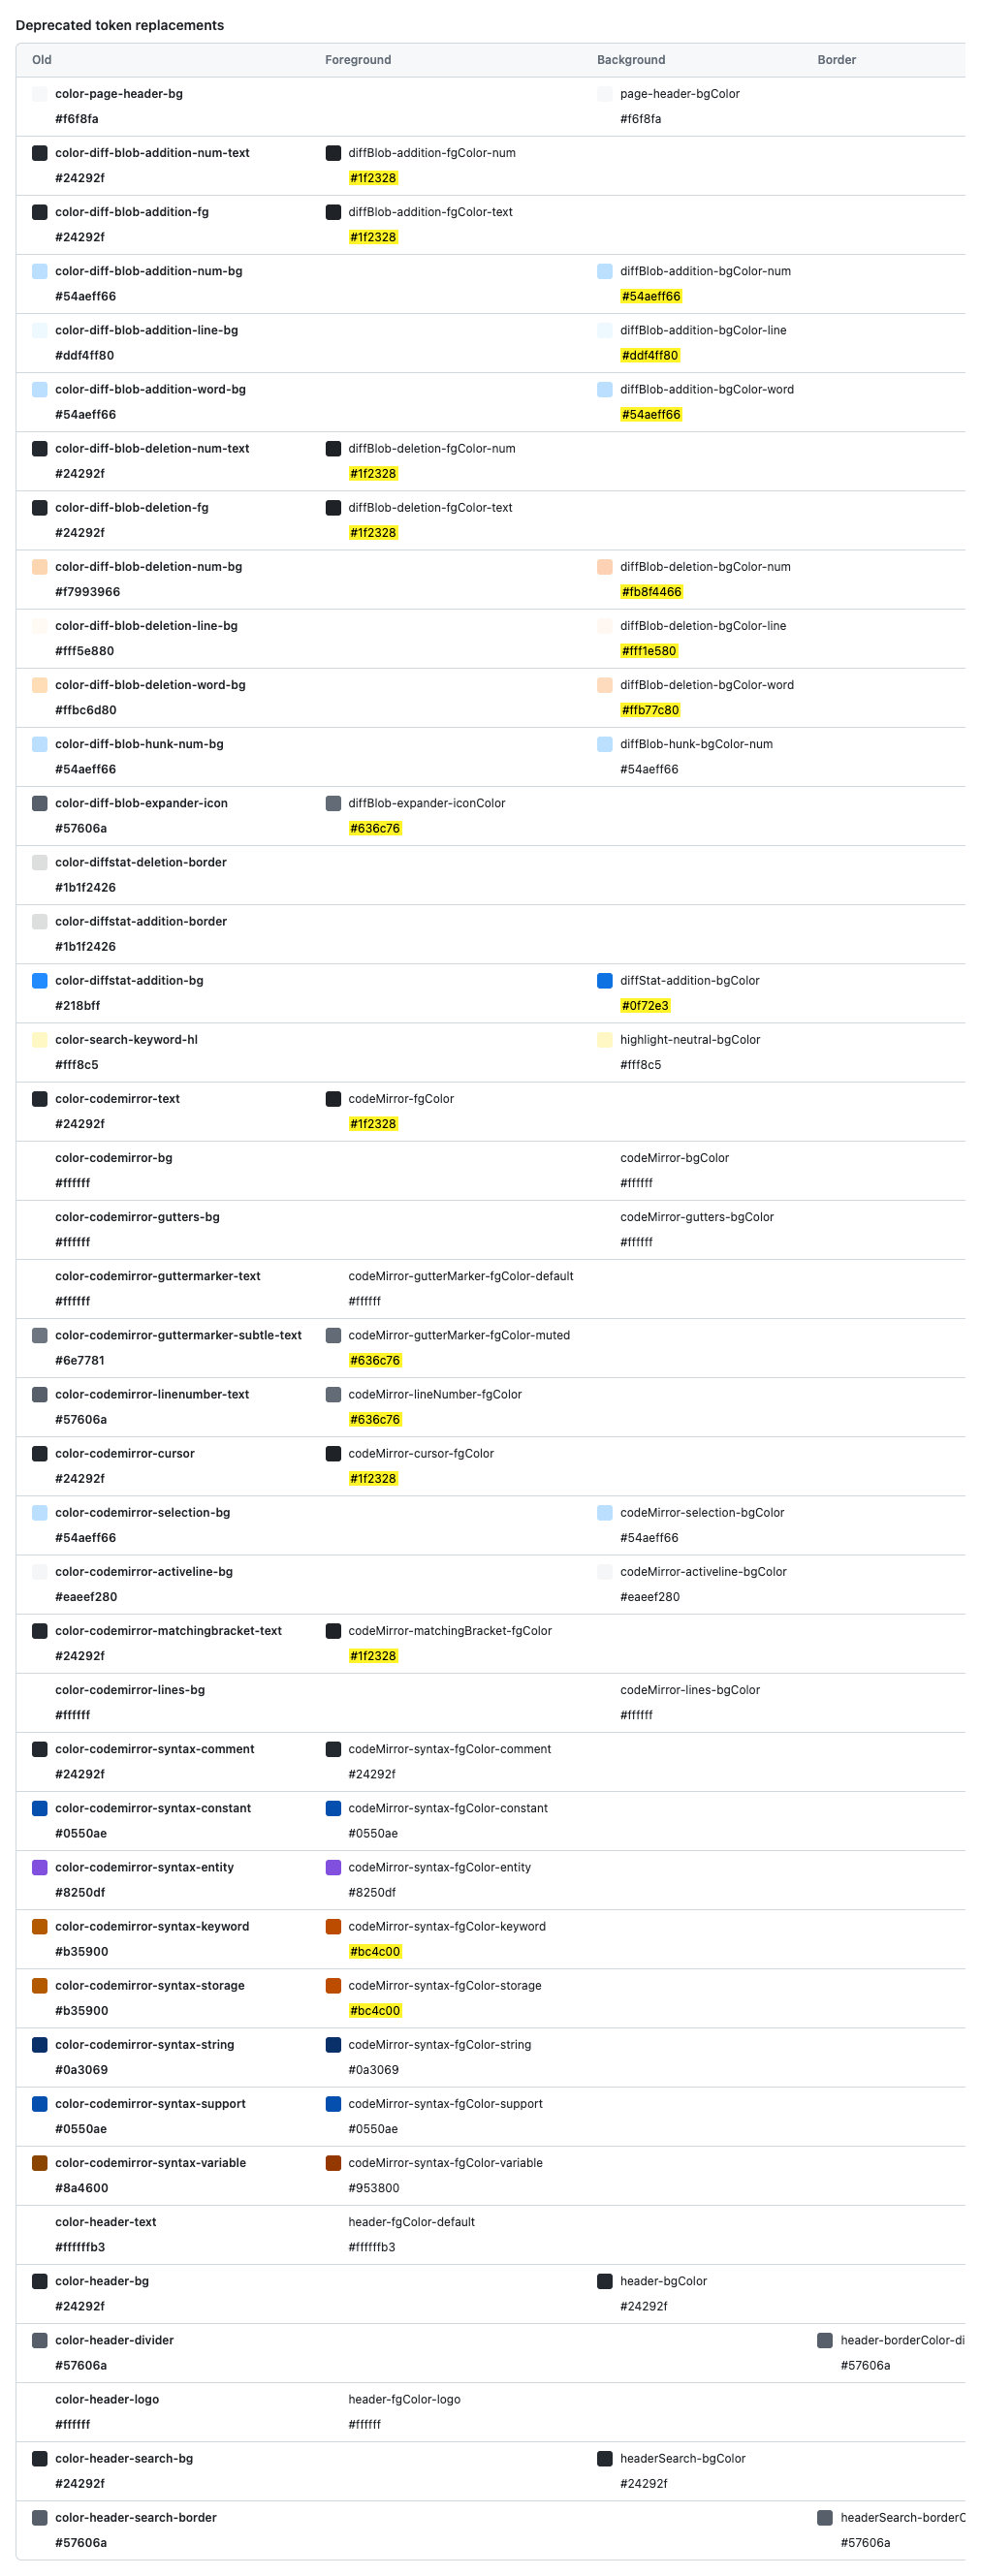 Deprecated token replacements
Old Foreground Background Border
color-page-header-bg page-header-bgColor
#f6f8fa #f6f8fa
color-diff-blob-addition-num-text diffBlob-addition-fgColor-num
#24292f #1f2328
color-diff-blob-addition-fg diffBlob-addition-fgColor-text
#24292f #1f2328
color-diff-blob-addition-num-bg diffBlob-addition-bgColor-num
#54aeff66 #54aeff66
color-diff-blob-addition-line-bg diffBlob-addition-bgColor-line
#ddf4ff80 #ddf4ff80
color-diff-blob-addition-word-bg diffBlob-addition-bgColor-word
#54aeff66 #54aeff66
color-diff-blob-deletion-num-text diffBlob-deletion-fgColor-num
#24292f #1f2328
color-diff-blob-deletion-fg diffBlob-deletion-fgColor-text
#24292f #1f2328
color-diff-blob-deletion-num-bg diffBlob-deletion-bgColor-num
#f7993966 #fb8f4466
color-diff-blob-deletion-line-bg diffBlob-deletion-bgColor-line
#fff5e880 #fff1e580
color-diff-blob-deletion-word-bg diffBlob-deletion-bgColor-word
#ffbc6d80 #ffb77c80
color-diff-blob-hunk-num-bg diffBlob-hunk-bgColor-num
#54aeff66 #54aeff66
color-diff-blob-expander-icon diffBlob-expander-iconColor
#57606a #636c76
color-diffstat-deletion-border
#1b1f2426
color-diffstat-addition-border
#1b1f2426
color-diffstat-addition-bg diffStat-addition-bgColor
#218bff #0f72e3
color-search-keyword-hl highlight-neutral-bgColor
#fff8c5 #fff8c5
color-codemirror-text codeMirror-fgColor
#24292f #1f2328
color-codemirror-bg codeMirror-bgColor
#ffffff #ffffff
color-codemirror-gutters-bg codeMirror-gutters-bgColor
#ffffff #ffffff
color-codemirror-guttermarker-text codeMirror-gutterMarker-fgColor-default
#ffffff #ffffff
color-codemirror-guttermarker-subtle-text codeMirror-gutterMarker-fgColor-muted
#6e7781 #636c76
color-codemirror-linenumber-text codeMirror-lineNumber-fgColor
#57606a #636c76
color-codemirror-cursor codeMirror-cursor-fgColor
#24292f #1f2328
color-codemirror-selection-bg codeMirror-selection-bgColor
#54aeff66 #54aeff66
color-codemirror-activeline-bg codeMirror-activeline-bgColor
#eaeef280 #eaeef280
color-codemirror-matchingbracket-text codeMirror-matchingBracket-fgColor
#24292f #1f2328
color-codemirror-lines-bg codeMirror-lines-bgColor
#ffffff #ffffff
color-codemirror-syntax-comment codeMirror-syntax-fgColor-comment
#24292f #24292f
color-codemirror-syntax-constant codeMirror-syntax-fgColor-constant
#0550ae #0550ae
color-codemirror-syntax-entity codeMirror-syntax-fgColor-entity
#8250df #8250df
color-codemirror-syntax-keyword codeMirror-syntax-fgColor-keyword
#b35900 #bc4c00
color-codemirror-syntax-storage codeMirror-syntax-fgColor-storage
#b35900 #bc4c00
color-codemirror-syntax-string codeMirror-syntax-fgColor-string
#0a3069 #0a3069
color-codemirror-syntax-support codeMirror-syntax-fgColor-support
#0550ae #0550ae
color-codemirror-syntax-variable codeMirror-syntax-fgColor-variable
#8a4600 #953800
color-header-text header-fgColor-default
#ffffffb3 #ffffffb3
color-header-bg header-bgColor
#24292f #24292f
color-header-divider header-borderColor-di
#57606a #57606a
color-header-logo header-fgColor-logo
#ffffff #ffffff
color-header-search-bg headerSearch-bgColor
#24292f #24292f
color-header-search-border headerSearch-borderC
#57606a #57606a